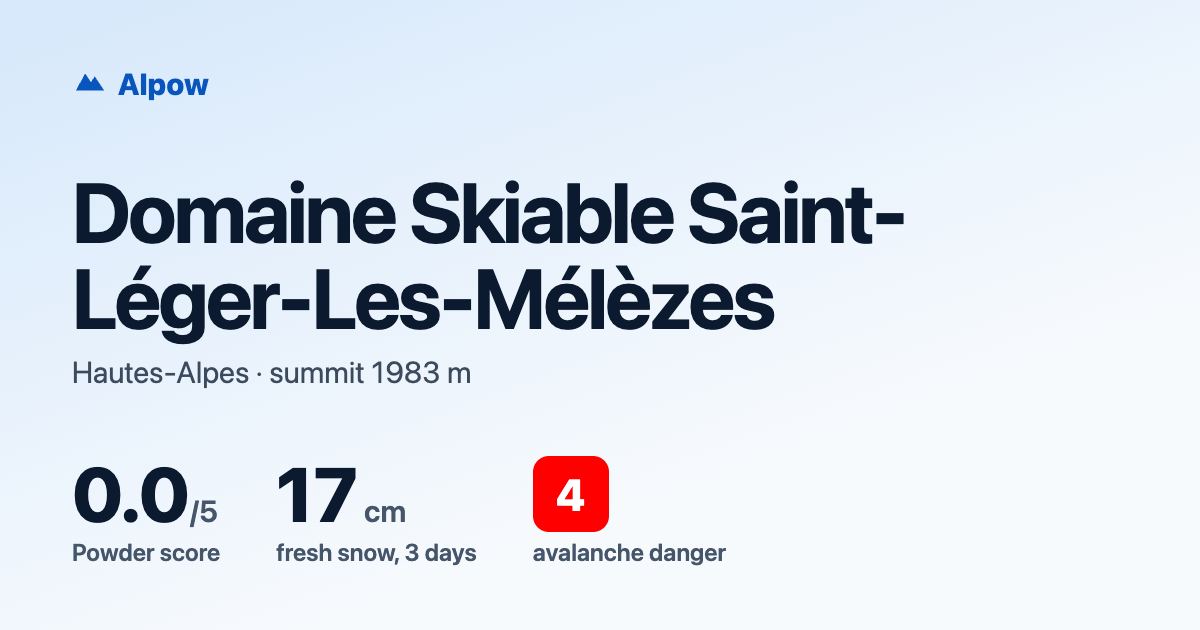 Alpow
Domaine Skiable Saint-
Léger-Les-Mélèzes
Hautes-Alpes · summit 1983 m
0.0/5 17 cm 4
Powder score fresh snow, 3 days avalanche danger